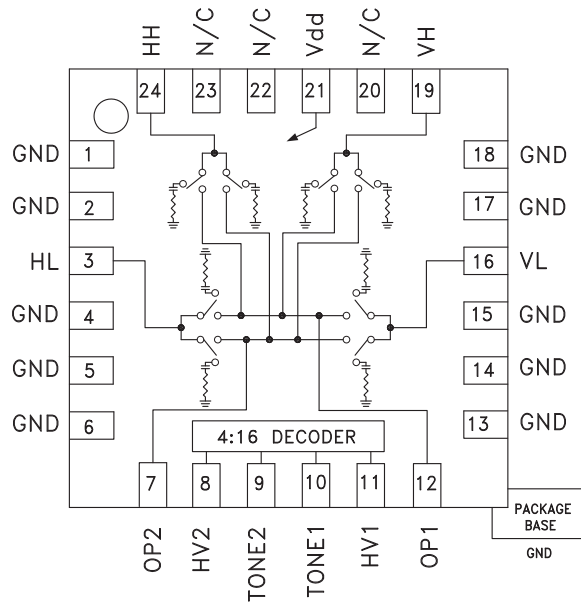 HH
N/C
N/C
Vdd
N/C
VH
24
23
22
21
20
19
GND 1
18 GND
GND 2
17 GND
HL 3
16 VL
GND 4
15 GND
GND 5
14 GND
GND 6
13 GND
4:16 DECODER
7
8
9
10
11
12
OP2
HV2
TONE2
TONE1
HV1
OP1
PACKAGE
BASE
GND